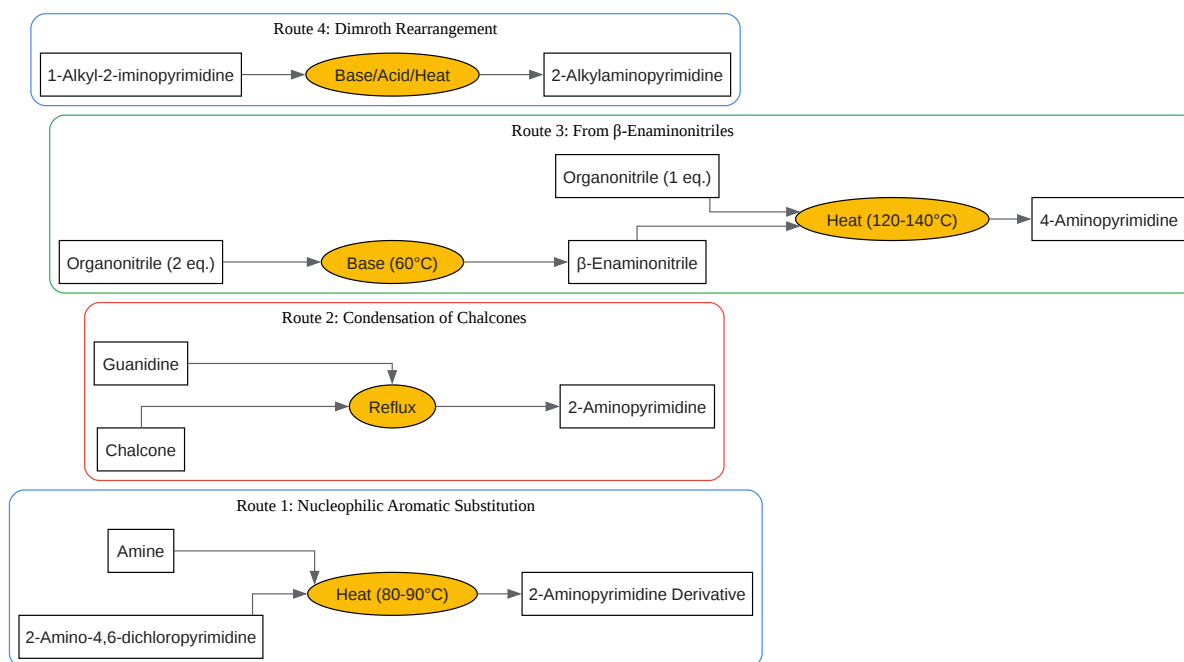 Route 4: Dimroth Rearrangement
1-Alkyl-2-iminopyrimidine
Base/Acid/Heat
2-Alkylaminopyrimidine
Route 3: From β-Enaminonitriles
Organonitrile (1 eq.)
Heat (120-140°C)
4-Aminopyrimidine
Organonitrile (2 eq.)
Base (60°C)
β-Enaminonitrile
Route 2: Condensation of Chalcones
Guanidine
Reflux
2-Aminopyrimidine
Chalcone
Route 1: Nucleophilic Aromatic Substitution
Amine
Heat (80-90°C)
2-Aminopyrimidine Derivative
2-Amino-4,6-dichloropyrimidine